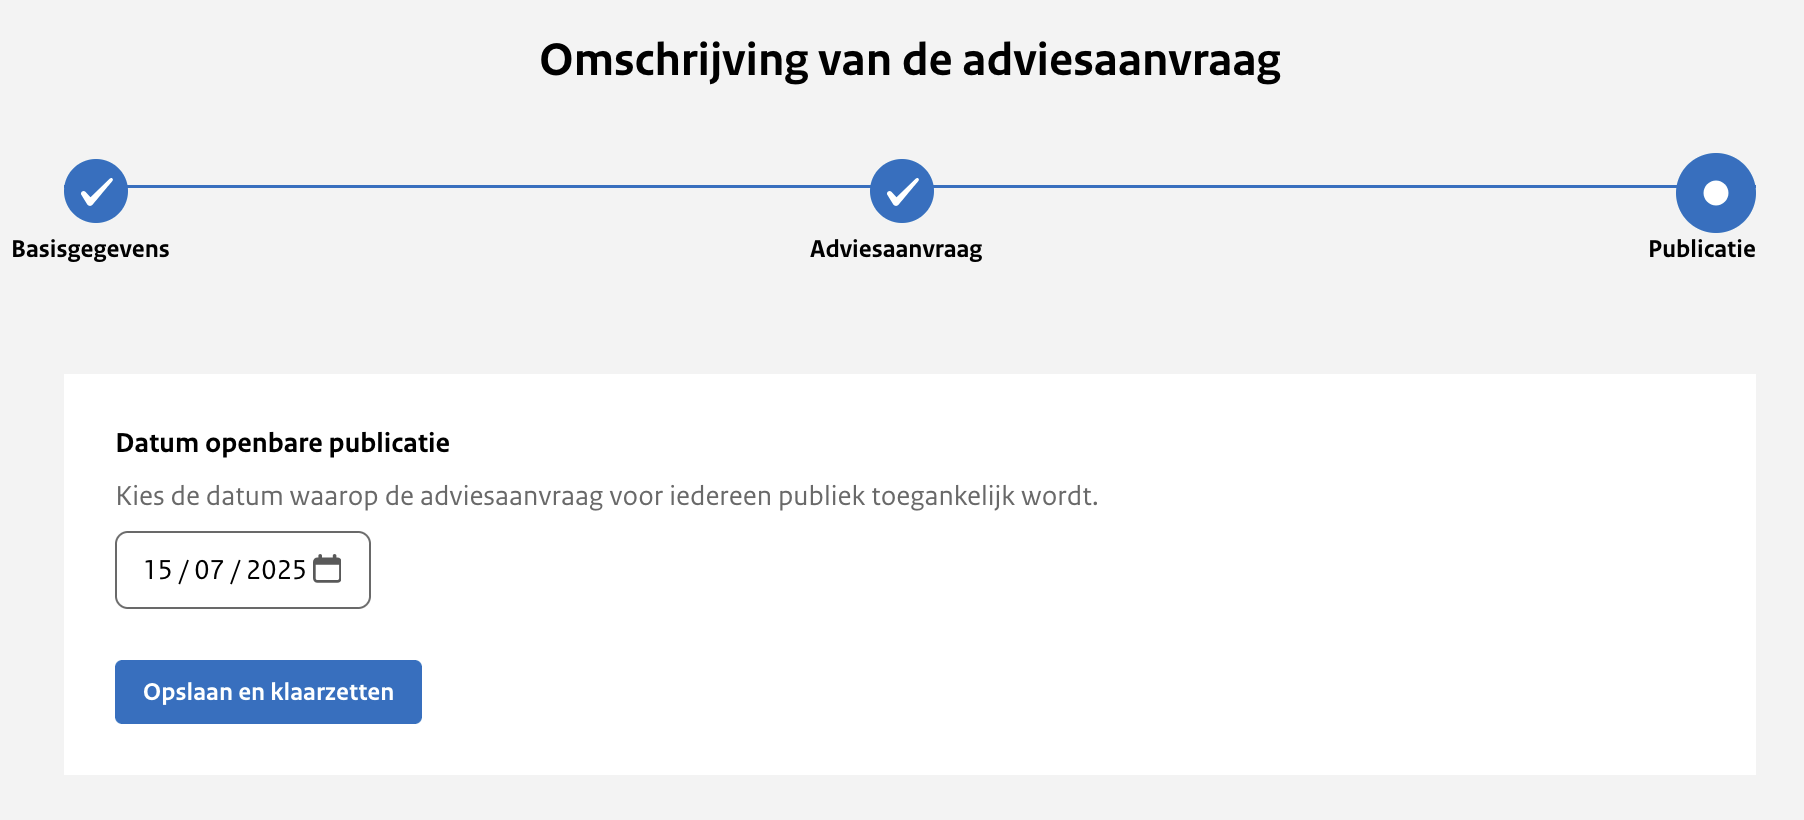 Omschrijving van de adviesaanvraag
Basisgegevens
Adviesaanvraag
Publicatie
Datum openbare publicatie
Kies de datum waarop de adviesaanvraag voor iedereen publiek toegankelijk wordt.
15 / 07 / 2025
Opslaan en klaarzetten